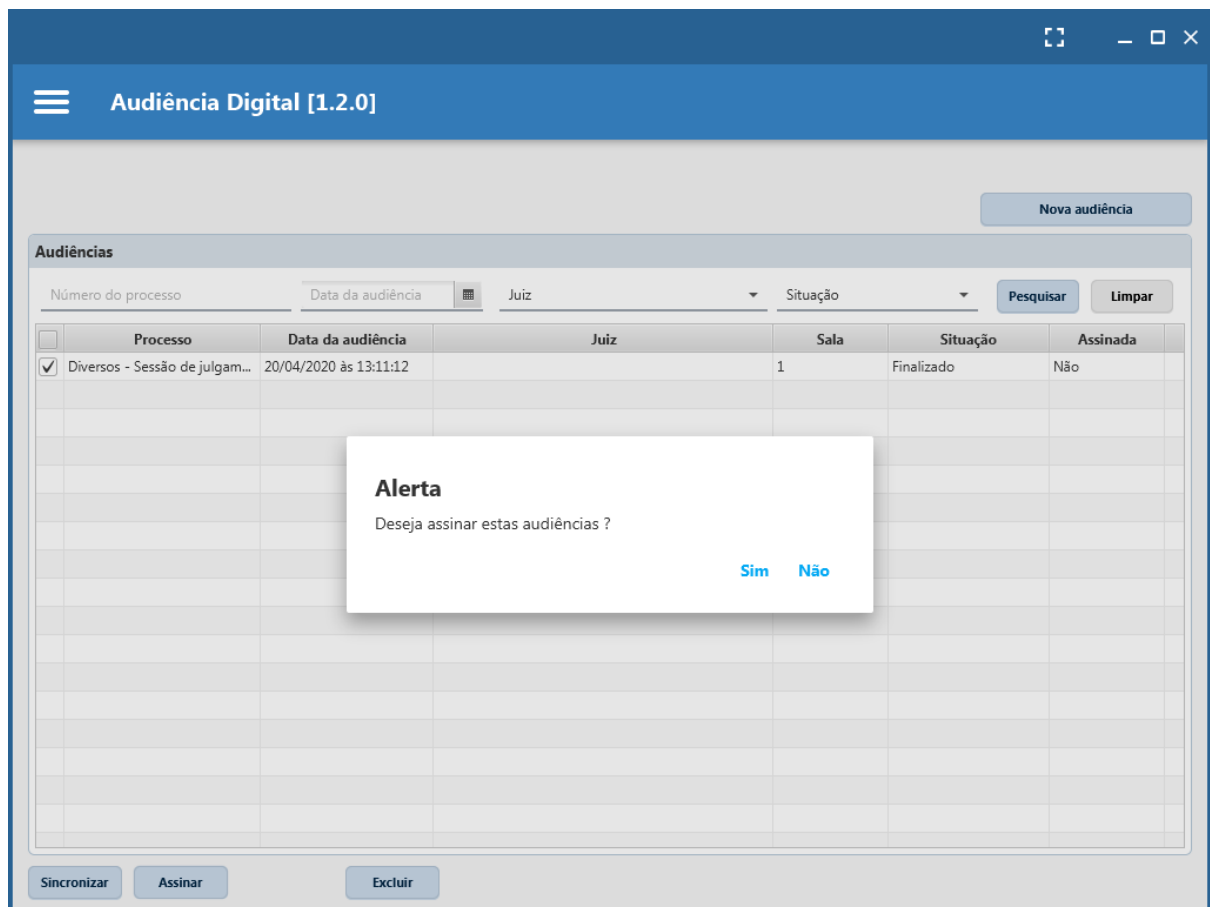 Audiência Digital [1.2.0]
Nova audiência
Audiências
Número do processo Data da audiência Juiz Situação Pesquisar Limpar
Processo Data da audiência Juiz Sala Situação Assinada
Diversos - Sessão de julgam... 20/04/2020 às 13:11:12 1 Finalizado Não
Alerta
Deseja assinar estas audiências ?
Sim Não
Sincronizar Assinar Excluir